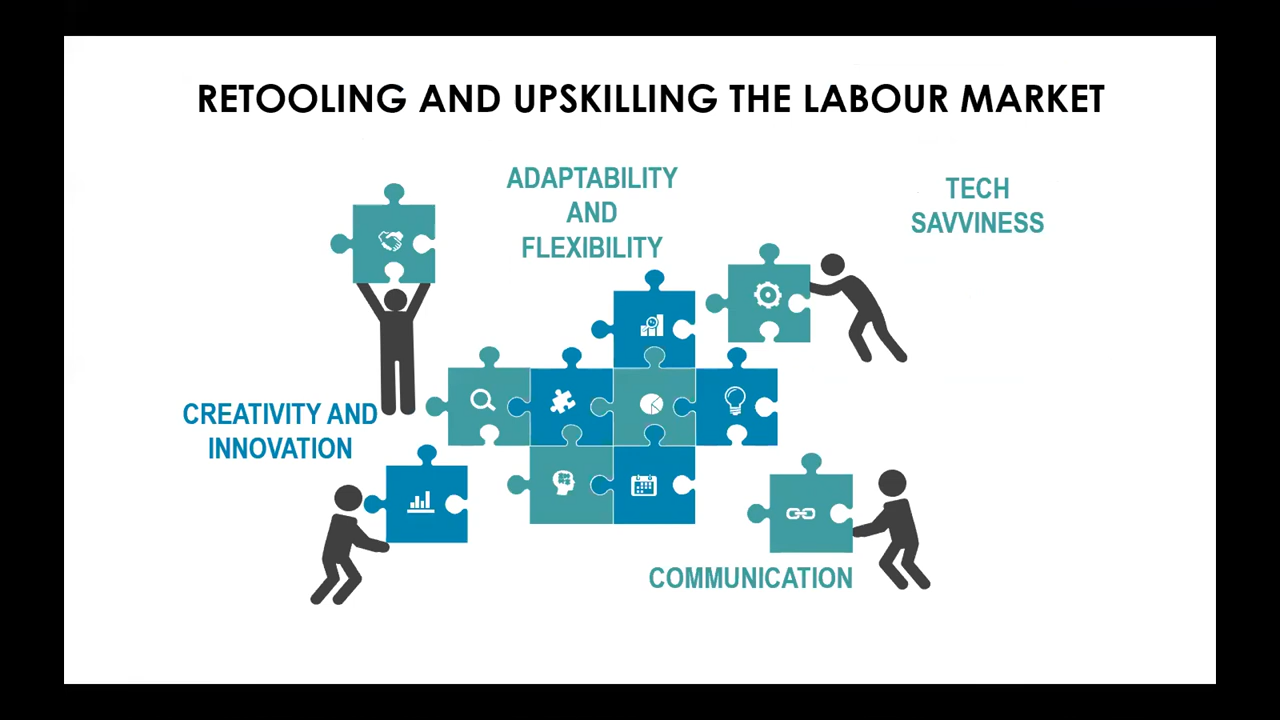 RETOOLING AND UPSKILLING THE LABOUR MARKET
ADAPTABILITY
AND
FLEXIBILITY
TECH
SAVVINESS
CREATIVITY AND
INNOVATION
COMMUNICATION